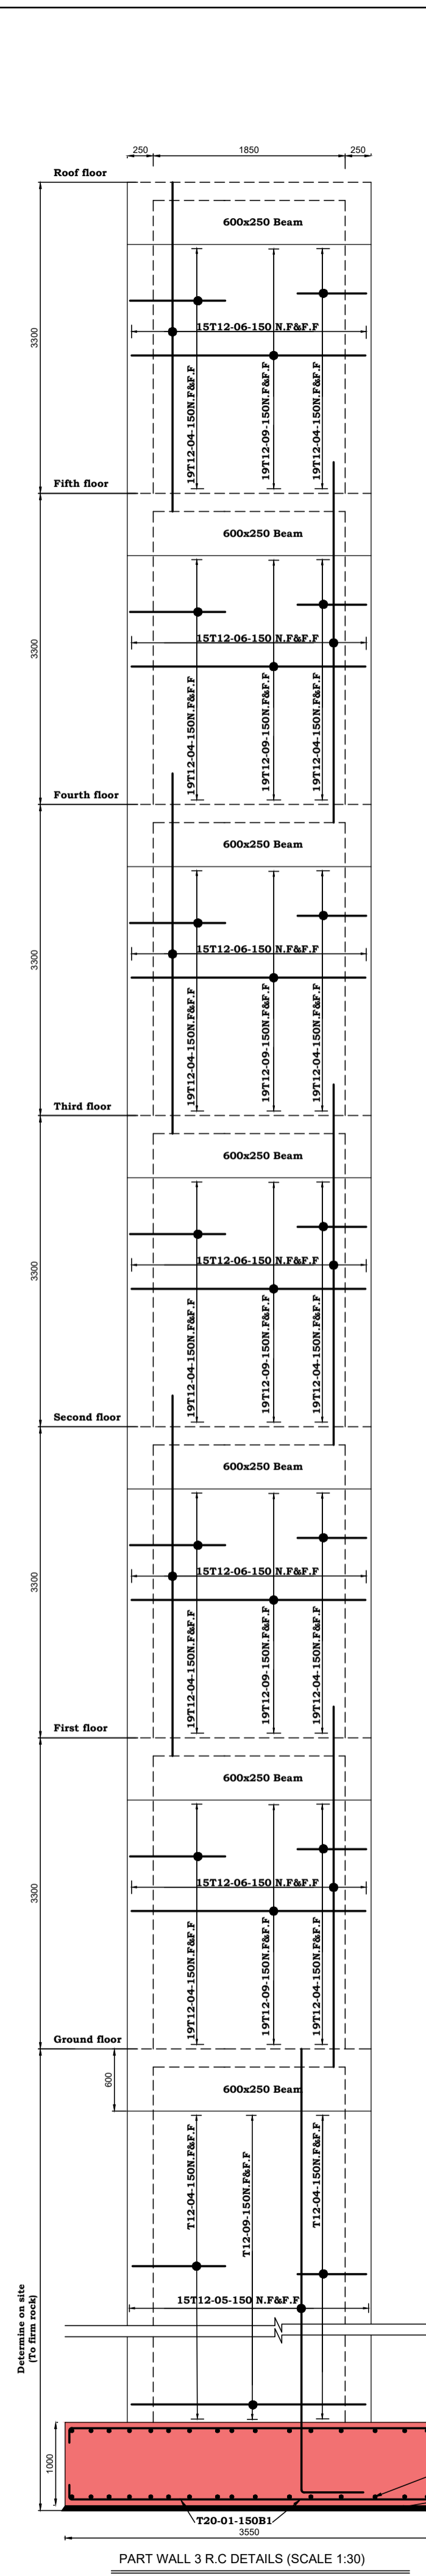 250 1850 250
Roof floor
600x250 Beam
15T12-06-150 N.F&F.F
3300
19T12-04-150N.F&F.F
19T12-09-150N.F&F.F
19T12-04-150N.F&F.F
Fifth floor
600x250 Beam
15T12-06-150 N.F&F.F
3300
19T12-04-150N.F&F.F
19T12-09-150N.F&F.F
19T12-04-150N.F&F.F
Fourth floor
600x250 Beam
15T12-06-150 N.F&F.F
3300
19T12-04-150N.F&F.F
19T12-09-150N.F&F.F
19T12-04-150N.F&F.F
Third floor
600x250 Beam
15T12-06-150 N.F&F.F
3300
19T12-04-150N.F&F.F
19T12-09-150N.F&F.F
19T12-04-150N.F&F.F
Second floor
600x250 Beam
15T12-06-150 N.F&F.F
3300
19T12-04-150N.F&F.F
19T12-09-150N.F&F.F
19T12-04-150N.F&F.F
First floor
600x250 Beam
15T12-06-150 N.F&F.F
3300
19T12-04-150N.F&F.F
19T12-09-150N.F&F.F
19T12-04-150N.F&F.F
Ground floor
600
600x250 Beam
T12-04-150N.F&F.F
T12-09-150N.F&F.F
T12-04-150N.F&F.F
15T12-05-150 N.F&F.F
Determine on site
(To firm rock)
1000
T20-01-150B1
3550
PART WALL 3 R.C DETAILS (SCALE 1:30)